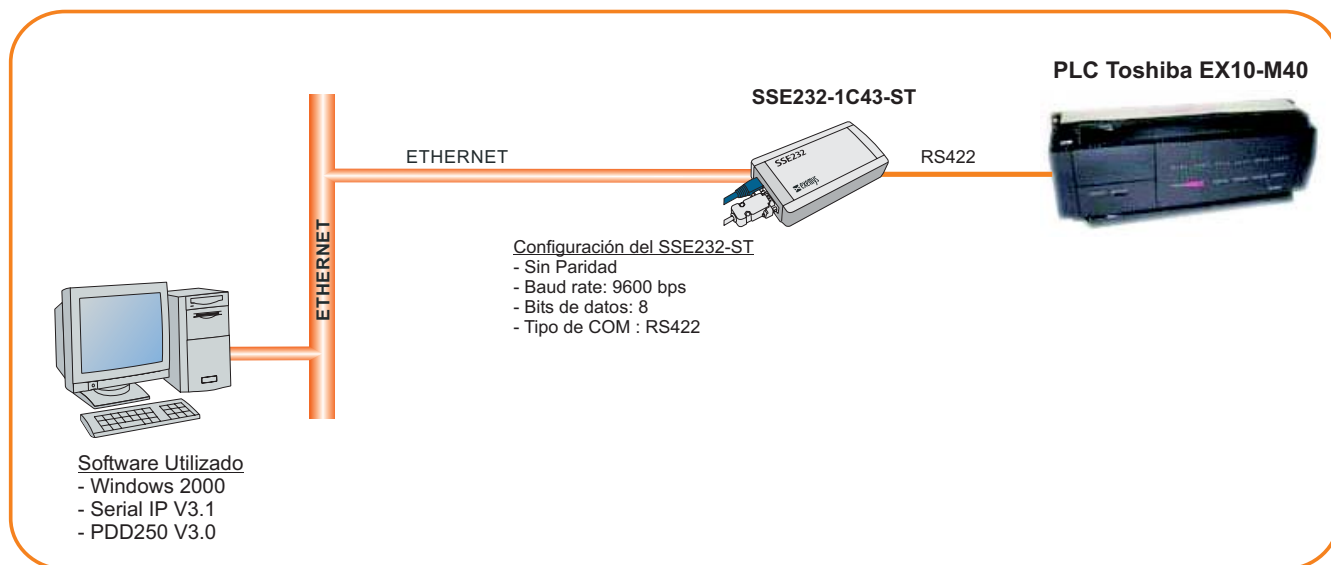 PLC Toshiba EX10-M40
SSE232-1C43-ST
ETHERNET
RS422
SSE232
exemys
ETHERNET
Configuración del SSE232-ST
- Sin Paridad
- Baud rate: 9600 bps
- Bits de datos: 8
- Tipo de COM : RS422
Software Utilizado
- Windows 2000
- Serial IP V3.1
- PDD250 V3.0